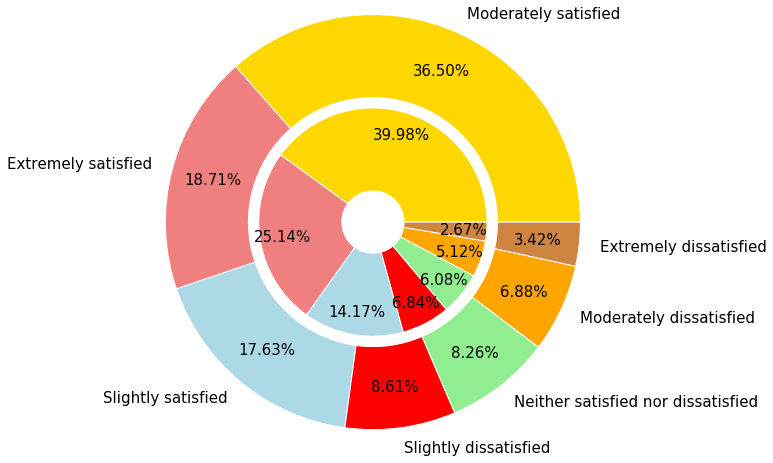 Moderately satisfied
36.50%
39.98%
Extremely satisfied
18.71%
25.14%
2.67%
3.42%
Extremely dissatisfied
5.12%
6.08%
6.88%
6.84%
14.17%
Moderately dissatisfied
17.63%
8.26%
8.61%
Slightly satisfied
Neither satisfied nor dissatisfied
Slightly dissatisfied